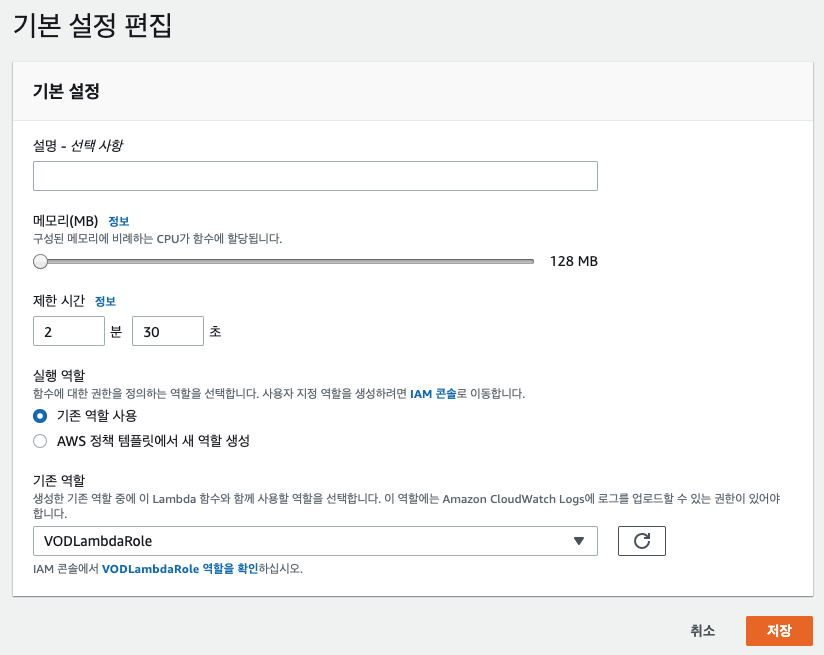 기본 설정 편집
기본 설정
설명 - 선택 사항
메모리(MB) 정보
구성된 메모리에 비례하는 CPU가 함수에 할당됩니다.
128 MB
제한 시간 정보
2 분 30 초
실행 역할
함수에 대한 권한을 정의하는 역할을 선택합니다. 사용자 지정 역할을 생성하려면 IAM 콘솔로 이동합니다.
기존 역할 사용
AWS 정책 템플릿에서 새 역할 생성
기존 역할
생성한 기존 역할 중에 이 Lambda 함수와 함께 사용할 역할을 선택합니다. 이 역할에는 Amazon CloudWatch Logs에 로그를 업로드할 수 있는 권한이 있어야
합니다.
VODLambdaRole
IAM 콘솔에서 VODLambdaRole 역할을 확인하십시오.
취소 저장